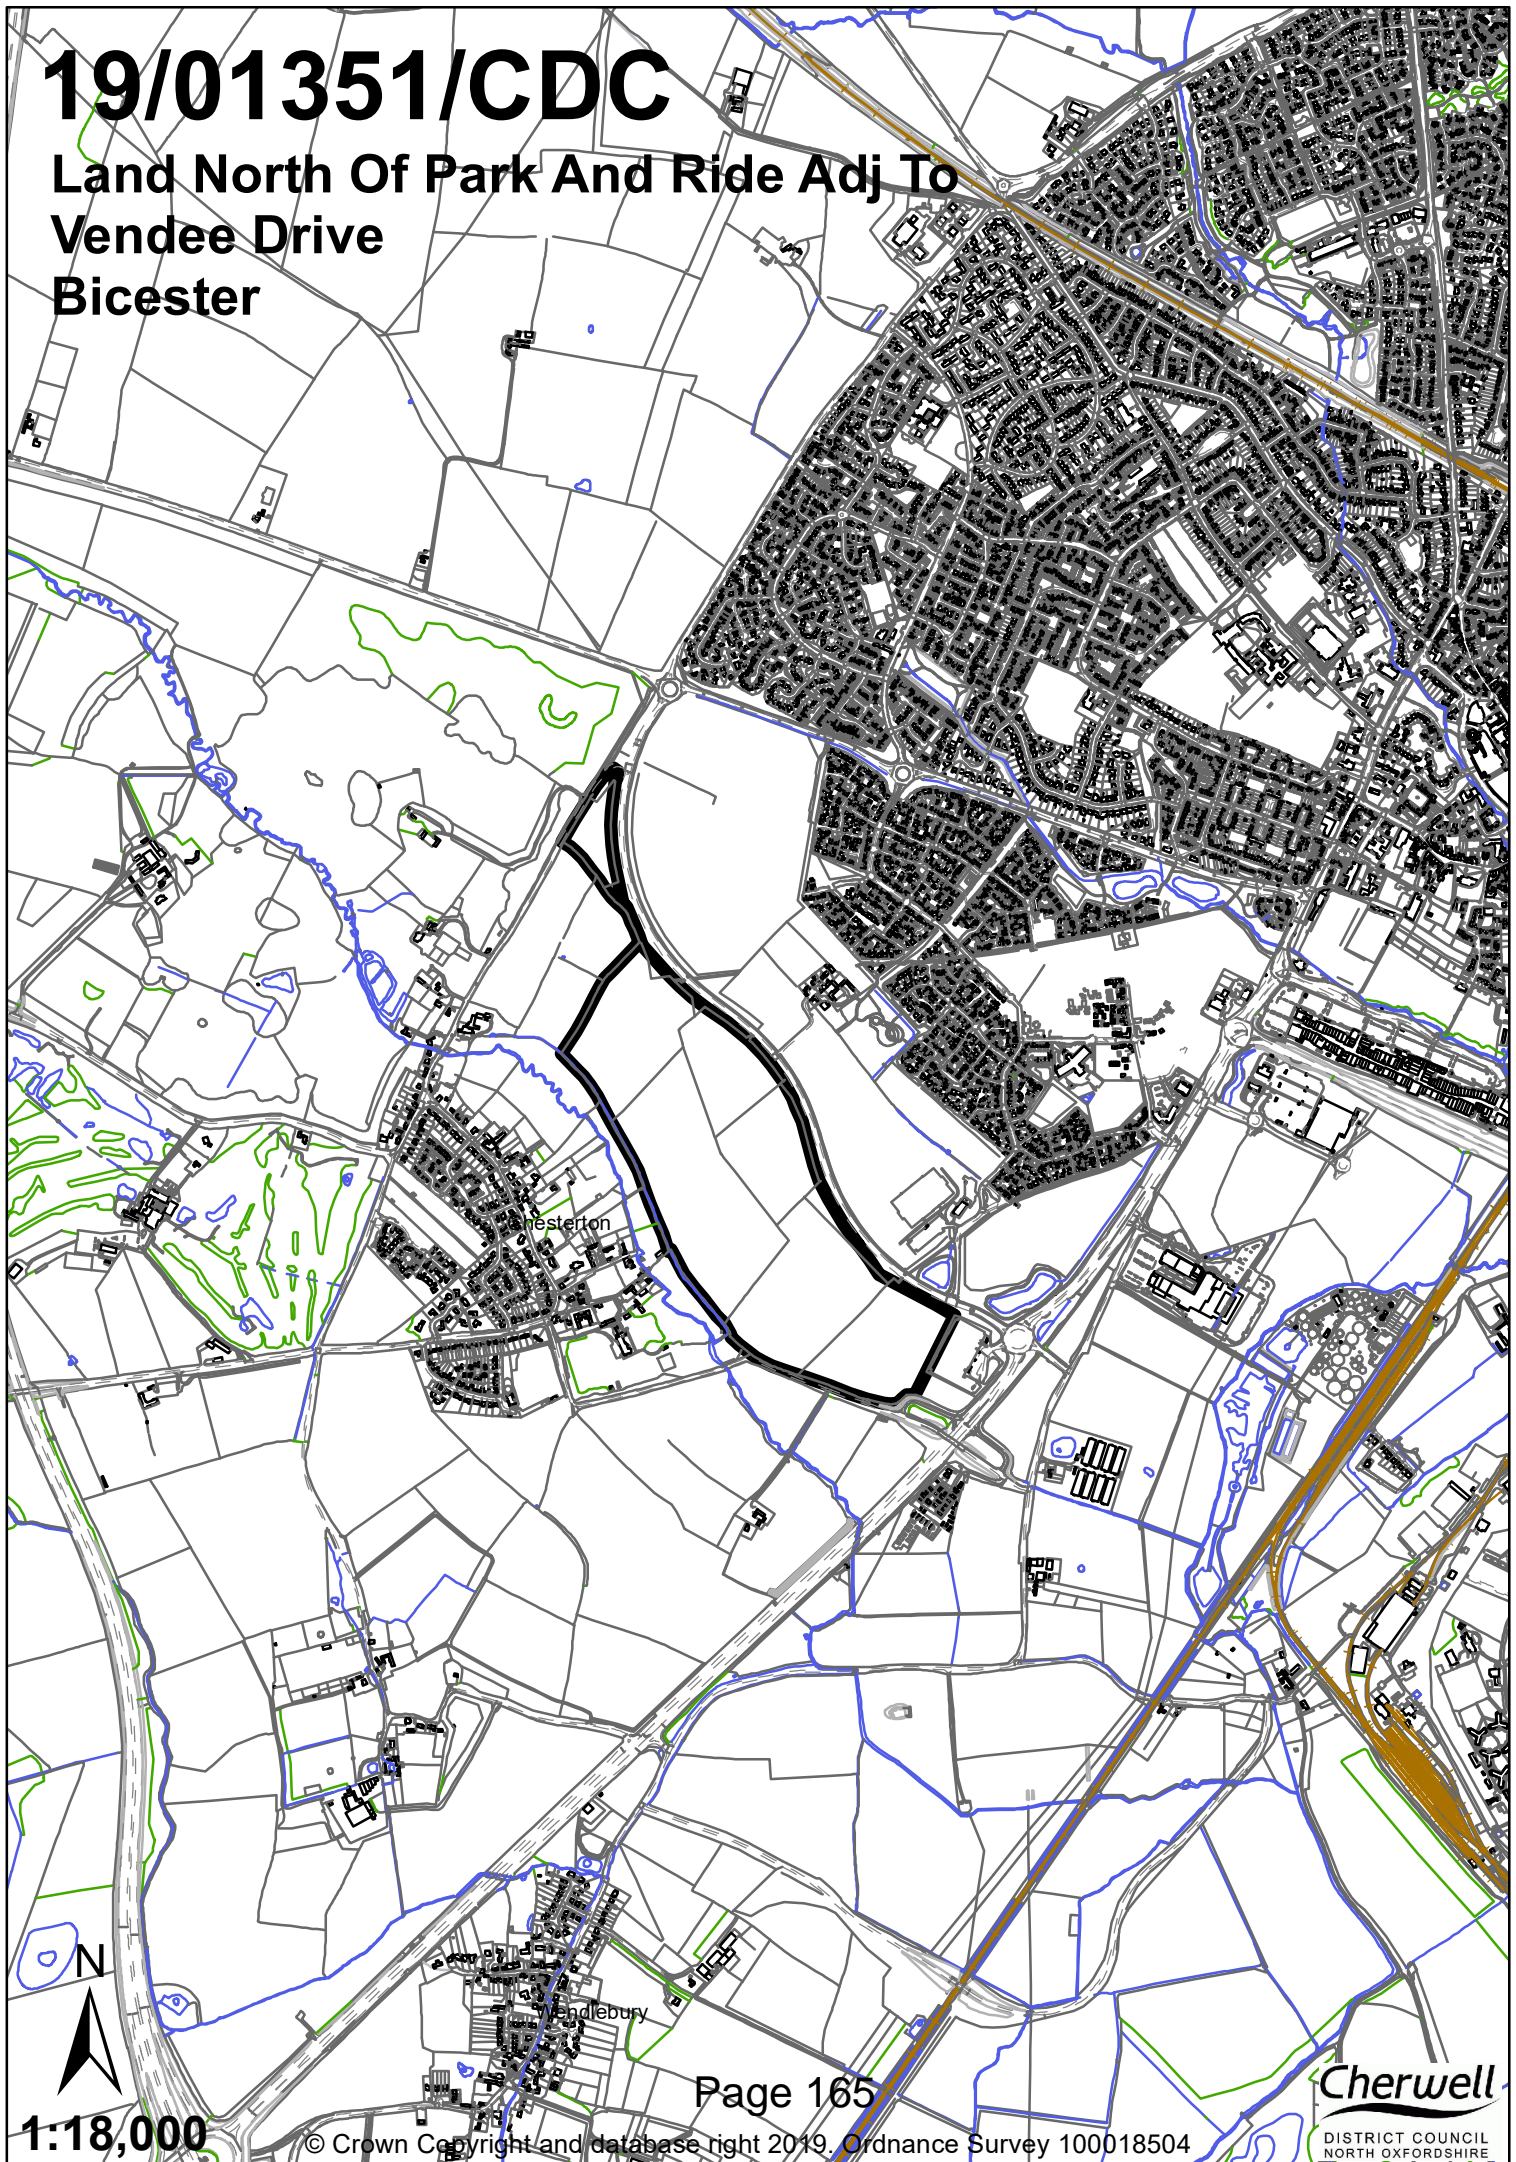 19/01351/CDC
Land North Of Park And Ride Adj To
Vendee Drive
Bicester
Chesterton
Wendlebury
N
Page 165
1:18,000
© Crown Copyright and database right 2019. Ordnance Survey 100018504
Cherwell
DISTRICT COUNCIL
NORTH OXFORDSHIRE